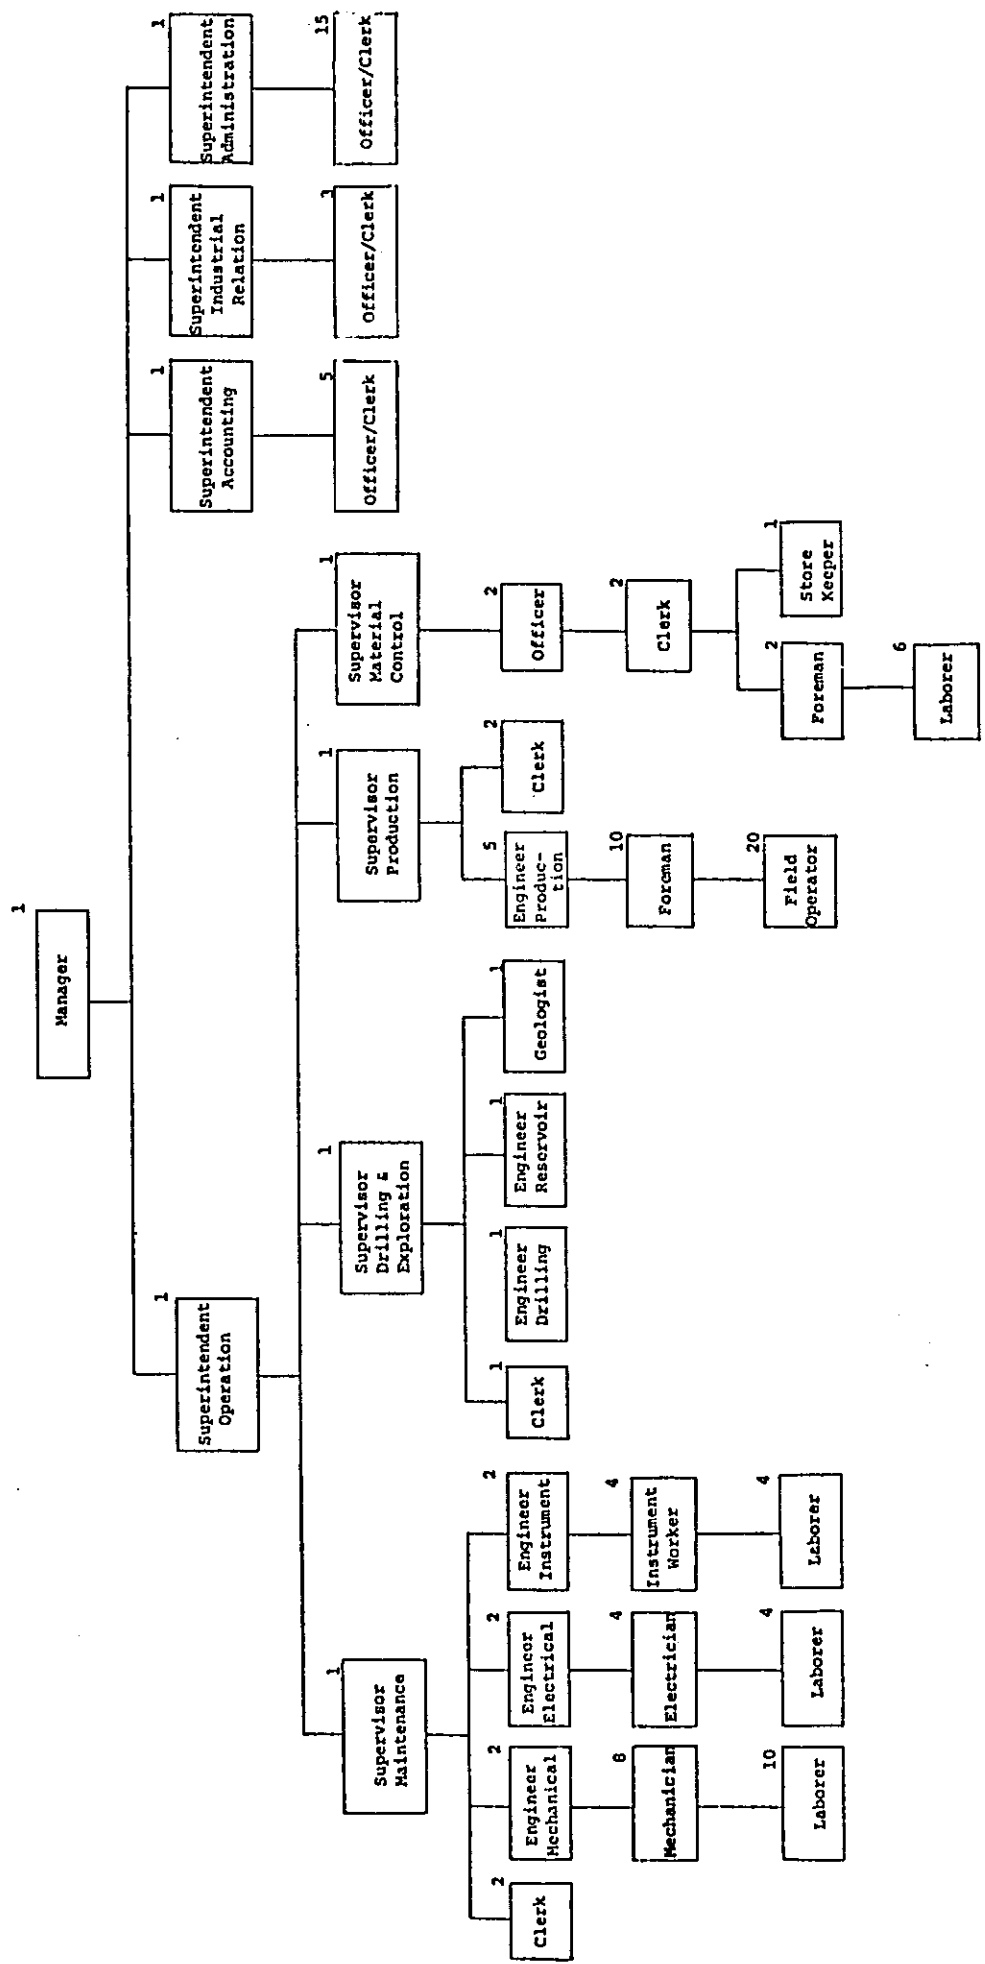 1
Manager
1
Superintendent
Operation
1
Superintendent
Accounting
1
Superintendent
Industrial
Relation
1
Superintendent
Administration
1
Supervisor
Maintenance
1
Supervisor
Drilling &
Exploration
1
Supervisor
Production
1
Supervisor
Material
Control
5
Officer/Clerk
3
Officer/Clerk
15
Officer/Clerk
2
Clerk
2
Engineer
Mechanical
2
Engineer
Electrical
2
Engineer
Instrument
1
Clerk
1
Engineer
Drilling
1
Engineer
Reservoir
1
Geologist
5
Engineer
Produc-
tion
2
Clerk
2
Officer
8
Mechanician
4
Electrician
4
Instrument
Worker
10
Foreman
2
Clerk
10
Laborer
4
Laborer
4
Laborer
20
Field
Operator
2
Foreman
1
Store
Keeper
6
Laborer